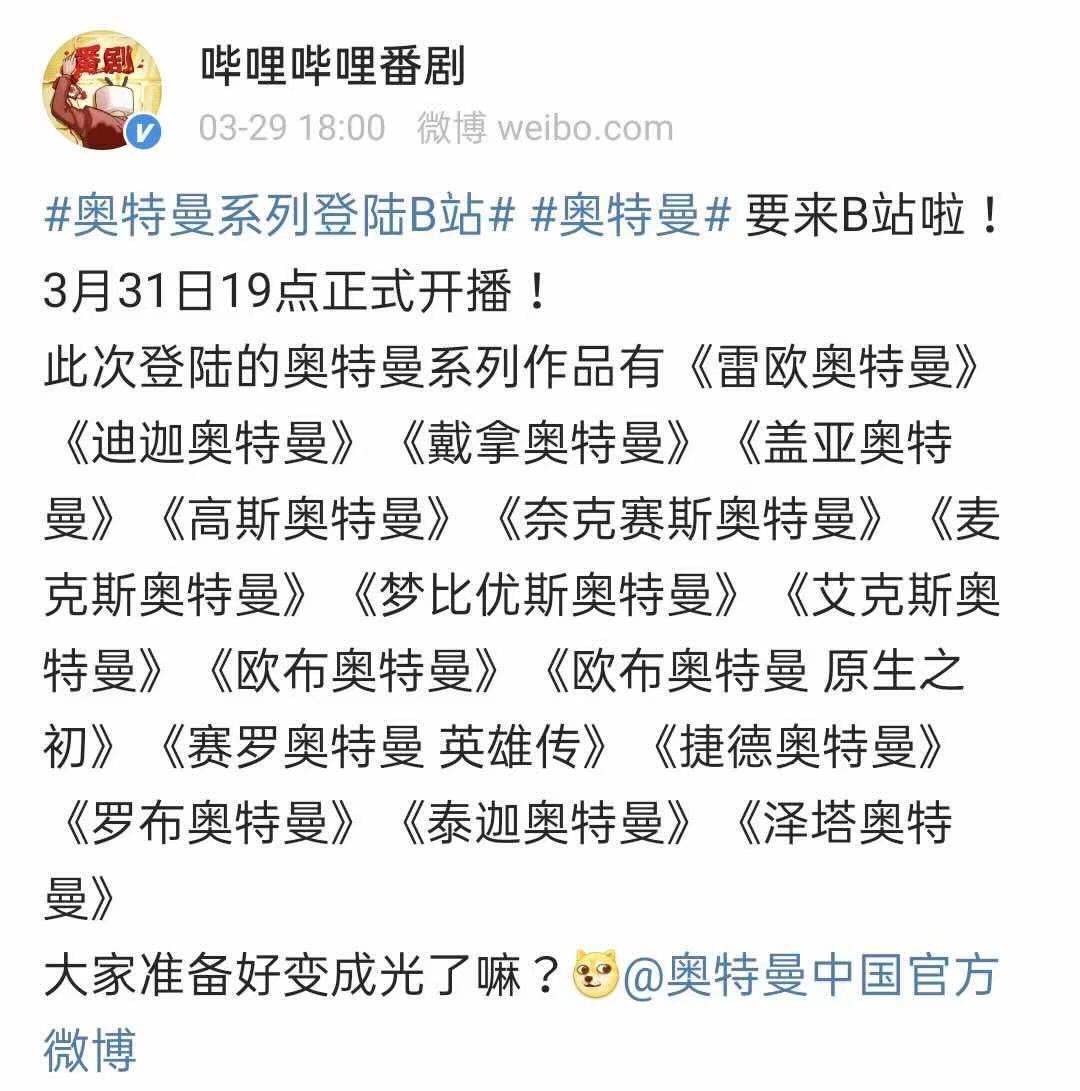 番剧
哔哩哔哩番剧
03-29 18:00 微博 weibo.com
#奥特曼系列登陆B站# #奥特曼# 要来B站啦！
3月31日19点正式开播！
此次登陆的奥特曼系列作品有《雷欧奥特曼》
《迪迦奥特曼》《戴拿奥特曼》《盖亚奥特
曼》《高斯奥特曼》《奈克赛斯奥特曼》《麦
克斯奥特曼》《梦比优斯奥特曼》《艾克斯奥
特曼》《欧布奥特曼》《欧布奥特曼 原生之
初》《赛罗奥特曼 英雄传》《捷德奥特曼》
《罗布奥特曼》《泰迦奥特曼》《泽塔奥特
曼》
大家准备好变成光了嘛？@奥特曼中国官方
微博